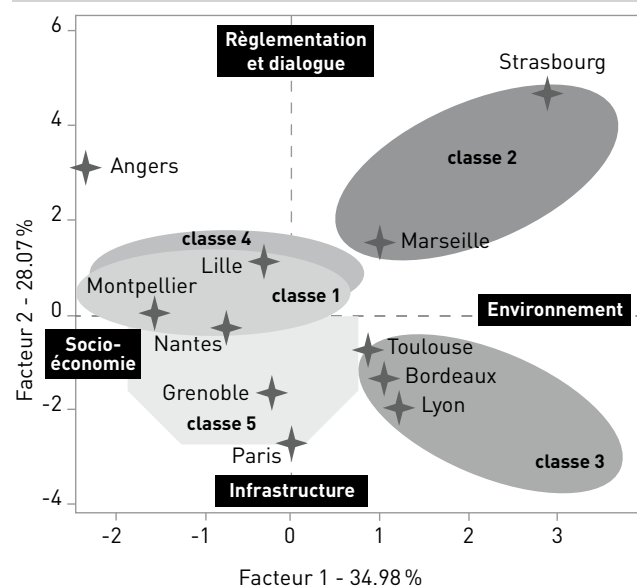 6
4
2
0
-2
-4
Facteur 2 - 28.07 %
Règlementation
et dialogue
Strasbourg
classe 2
Angers
Marseille
classe 4
Lille
Montpellier
classe 1
Environnement
Socio-
économie
Nantes
Toulouse
Bordeaux
Grenoble
Lyon
classe 5
Paris
classe 3
Infrastructure
-2 -1 0 1 2 3
Facteur 1 - 34.98 %